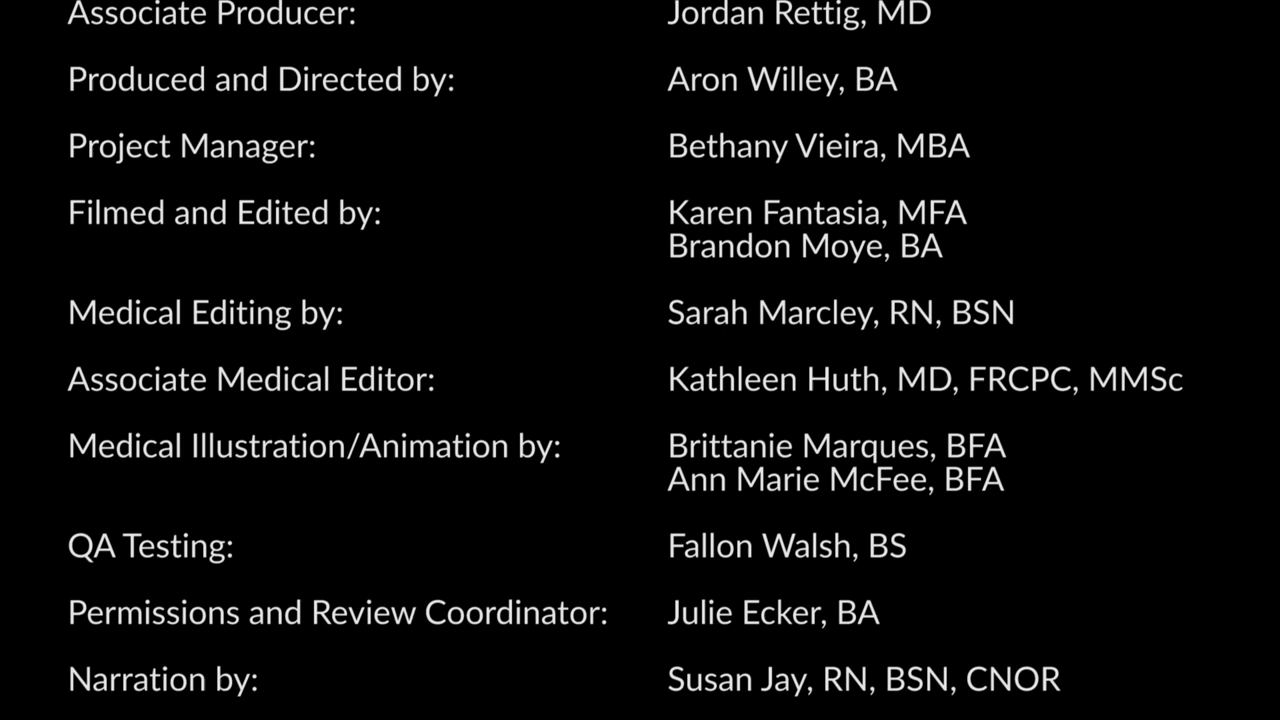 Associate Producer: Jordan Rettig, MD
Produced and Directed by: Aron Willey, BA
Project Manager: Bethany Vieira, MBA
Filmed and Edited by: Karen Fantasia, MFA
Brandon Moye, BA
Medical Editing by: Sarah Marcley, RN, BSN
Associate Medical Editor: Kathleen Huth, MD, FRCPC, MMSc
Medical Illustration/Animation by: Brittanie Marques, BFA
Ann Marie McFee, BFA
QA Testing: Fallon Walsh, BS
Permissions and Review Coordinator: Julie Ecker, BA
Narration by: Susan Jay, RN, BSN, CNOR